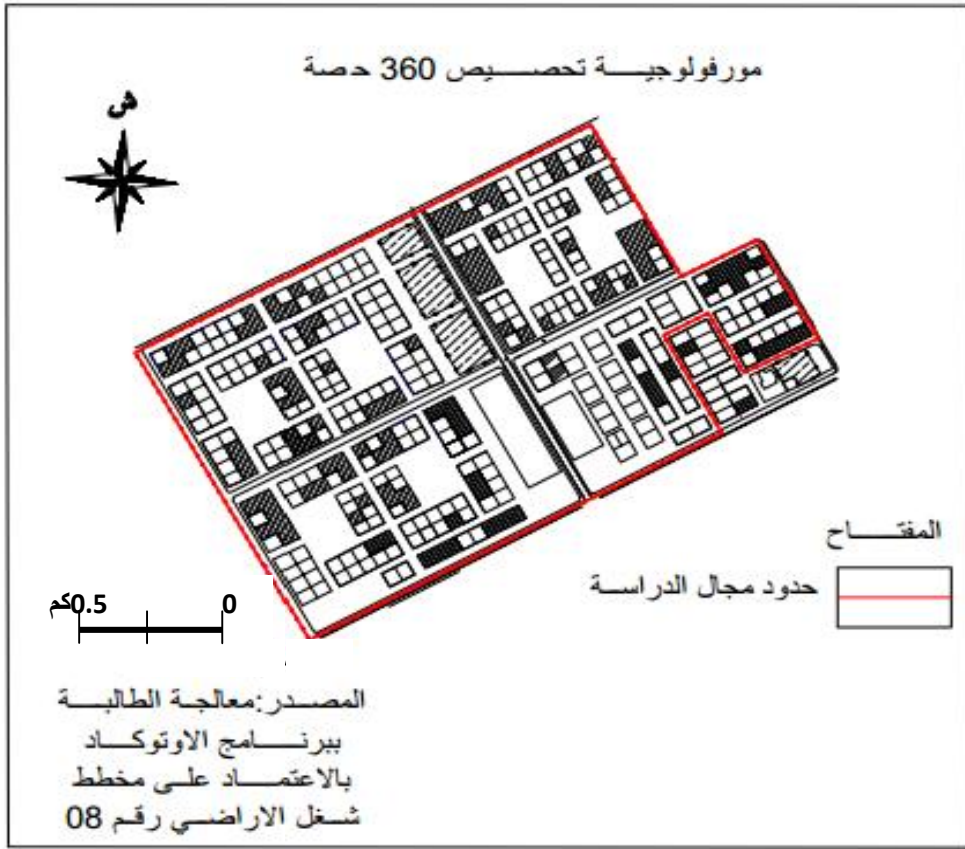 مورفولوجية تحصيص 360 حصة
ش
المفتاح
حدود مجال الدراسة
0.5كم 0
المصدر:معالجة الطالبة
ببرنامج الاوتوكاد
بالاعتماد على مخطط
شغل الاراضي رقم 08